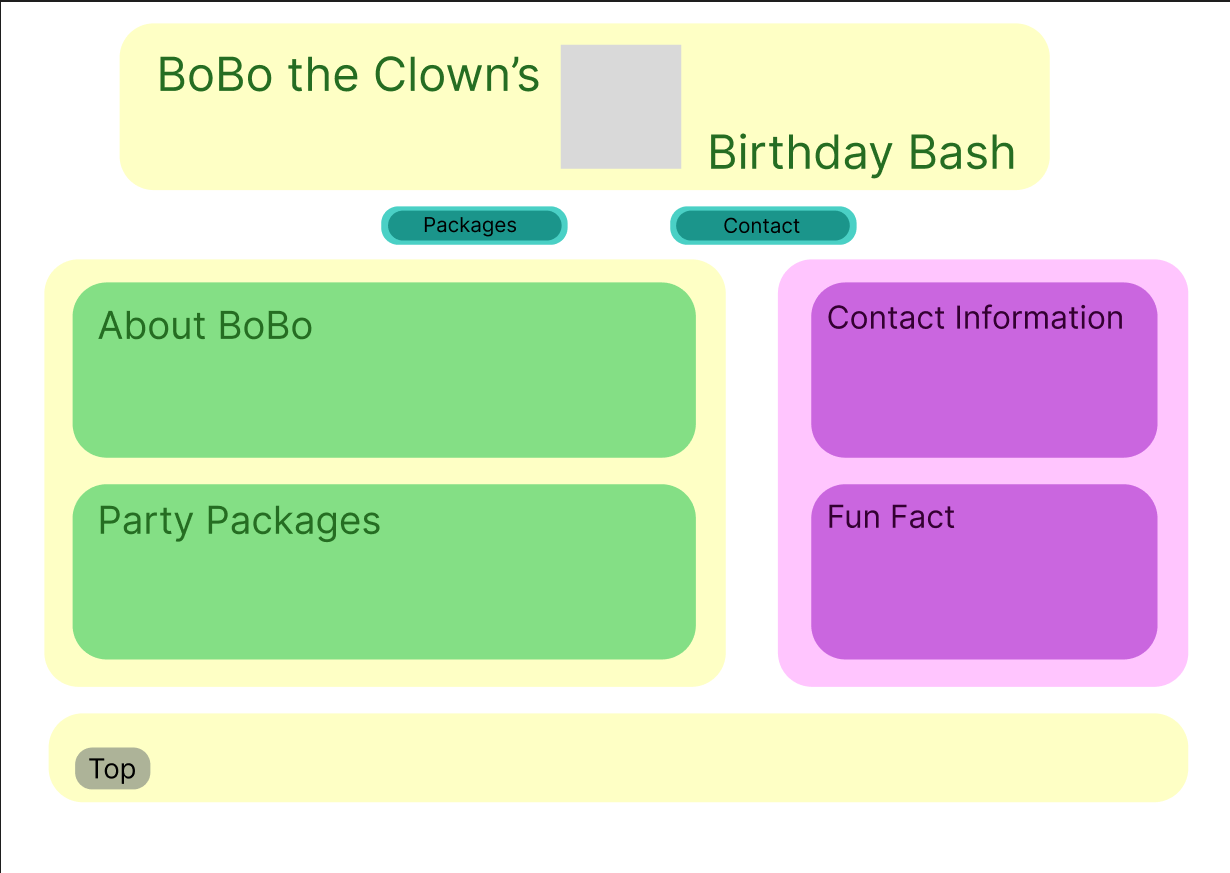 BoBo the Clown’s
Birthday Bash
Packages
Contact
About BoBo
Party Packages
Contact Information
Fun Fact
Top